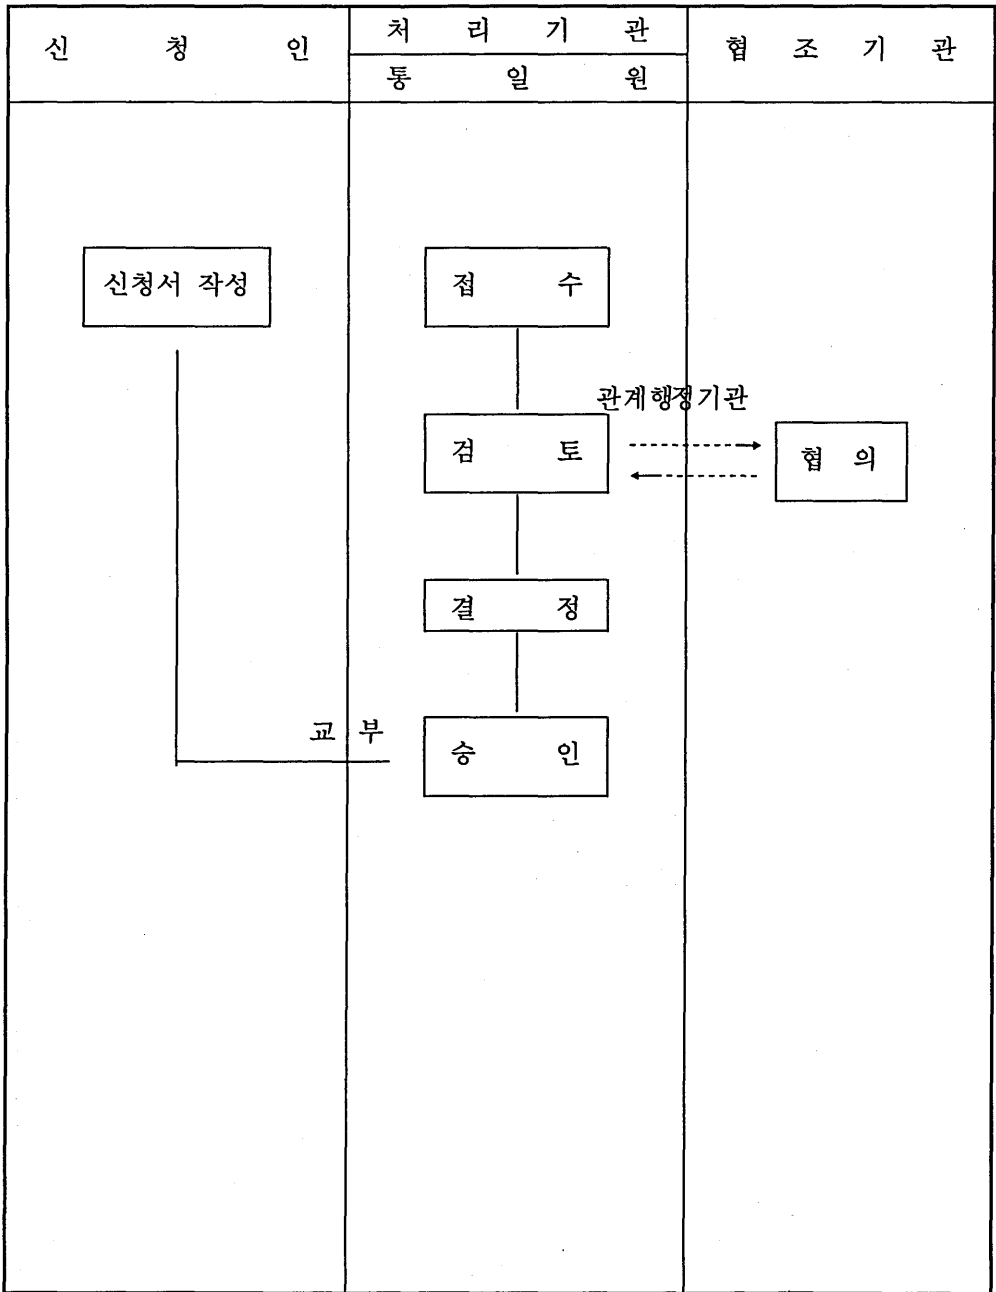 신 청 인
처 리 기 관
통 일 원
협 조 기 관
신청서 작성
접 수
관계행정기관
검 토
협 의
결 정
교 부
승 인